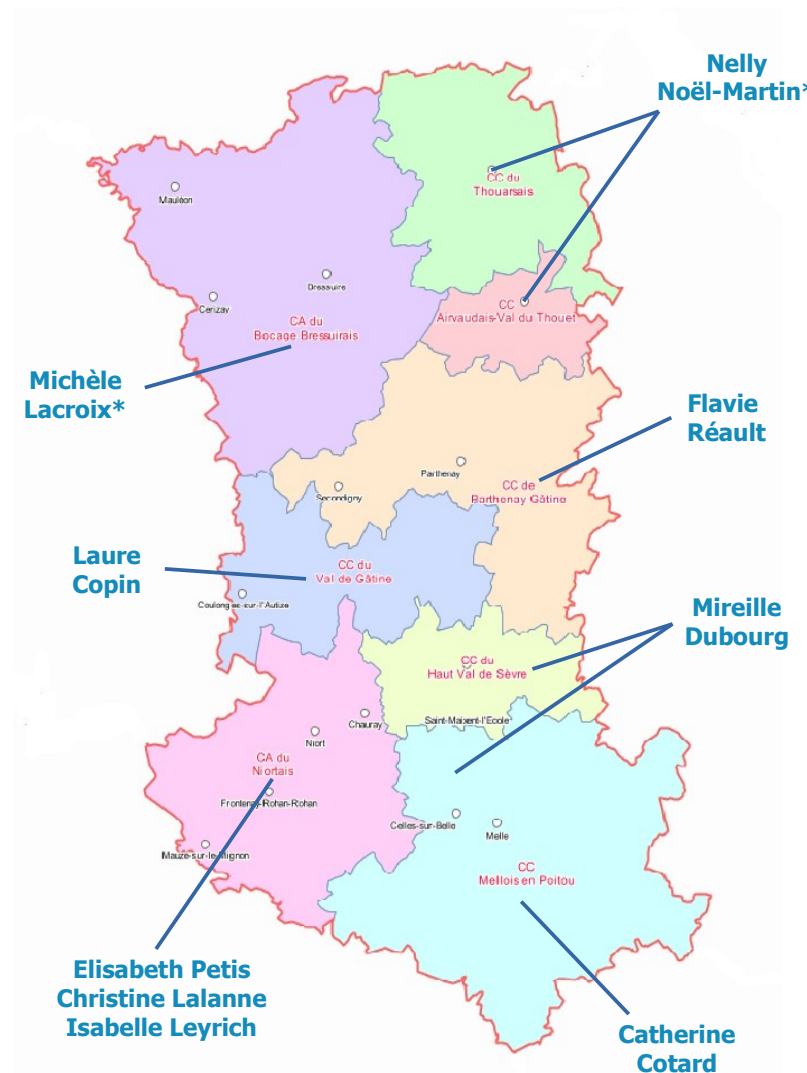 Nelly
Noël-Martin*
CC du
Thouarsais
Mauléon
Bressuire
Cerizay
CC
Airvaudais-Val du Thouet
CA du
Bocage Bressuirais
Michèle
Lacroix*
Flavie
Réault
Parthenay
Secondigny
CC de
Parthenay Gâtine
Laure
Copin
CC du
Val de Gâtine
Coulonges-sur-l'Autize
Mireille
Dubourg
CC du
Haut Val de Sèvre
Saint-Maixent-l'Ecole
Chauray
Niort
CA du
Niortais
Frontenay-Rohan-Rohan
Celles-sur-Belle
Melle
Mauzé-sur-le-Mignon
CC
Mellois en Poitou
Elisabeth Petis
Christine Lalanne
Isabelle Leyrich
Catherine
Cotard